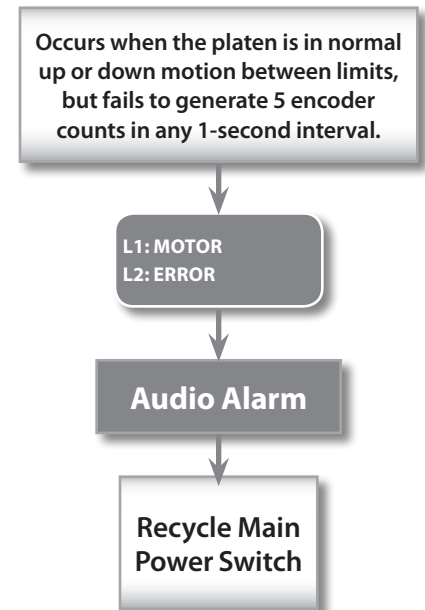 Occurs when the platen is in normal
up or down motion between limits,
but fails to generate 5 encoder
counts in any 1-second interval.
L1: MOTOR
L2: ERROR
Audio Alarm
Recycle Main
Power Switch